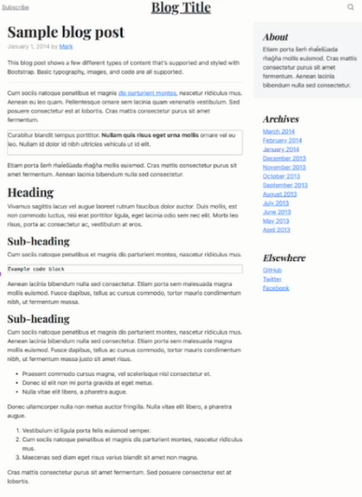 Subscribe
Blog Title
Sample blog post
January 1, 2014 by Mark
This blog post shows a few different types of content that's supported and styled with
Bootstrap. Basic typography, images, and code are all supported.
Cum sociis natoque penatibus et magnis dis parturient montes, nascetur ridiculus mus.
Aenean eu leo quam. Pellentesque ornare sem lacinia quam venenatis vestibulum. Sed
posuere consectetur est at lobortis. Cras mattis consectetur purus sit amet
fermentum.
Curabitur blandit tempus porttitor. Nullam quis risus eget urna mollis ornare vel eu
leo. Nullam id dolor id nibh ultricies vehicula ut id elit.
Etiam porta mollis euismod. Cras mattis consectetur purus sit
amet fermentum. Aenean lacinia bibendum nulla sed consectetur.
Heading
Vivamus sagittis lacus vel augue laoreet rutrum faucibus dolor auctor. Duis mollis, est
non commodo luctus, nisi erat porttitor ligula, eget lacinia odio sem nec elit. Morbi leo
risus, porta ac consectetur ac, vestibulum at eros.
Sub-heading
Cum sociis natoque penatibus et magnis dis parturient montes, nascetur ridiculus mus.
Example code block
Aenean lacinia bibendum nulla sed consectetur. Etiam porta sem malesuada magna
mollis euismod. Fusce dapibus, tellus ac cursus commodo, tortor mauris condimentum
nibh, ut fermentum massa.
Sub-heading
Cum sociis natoque penatibus et magnis dis parturient montes, nascetur ridiculus mus.
Aenean lacinia bibendum nulla sed consectetur. Etiam porta sem malesuada magna
mollis euismod. Fusce dapibus, tellus ac cursus commodo, tortor mauris condimentum
nibh, ut fermentum massa justo sit amet risus.
• Praesent commodo cursus magna, vel scelerisque nisl consectetur et.
• Donec id elit non mi porta gravida at eget metus.
• Nulla vitae elit libero, a pharetra augue.
Donec ullamcorper nulla non metus auctor fringilla. Nulla vitae elit libero, a pharetra
augue.
1. Vestibulum id ligula porta felis euismod semper.
2. Cum sociis natoque penatibus et magnis dis parturient montes, nascetur ridiculus
mus.
3. Maecenas sed diam eget risus varius blandit sit amet non magna.
Cras mattis consectetur purus sit amet fermentum. Sed posuere consectetur est at
lobortis.
About
Etiam porta
mollis euismod. Cras mattis
consectetur purus sit amet
fermentum. Aenean lacinia
bibendum nulla sed consectetur.
Archives
March 2014
February 2014
January 2014
December 2013
November 2013
October 2013
September 2013
August 2013
July 2013
June 2013
May 2013
April 2013
Elsewhere
GitHub
Twitter
Facebook